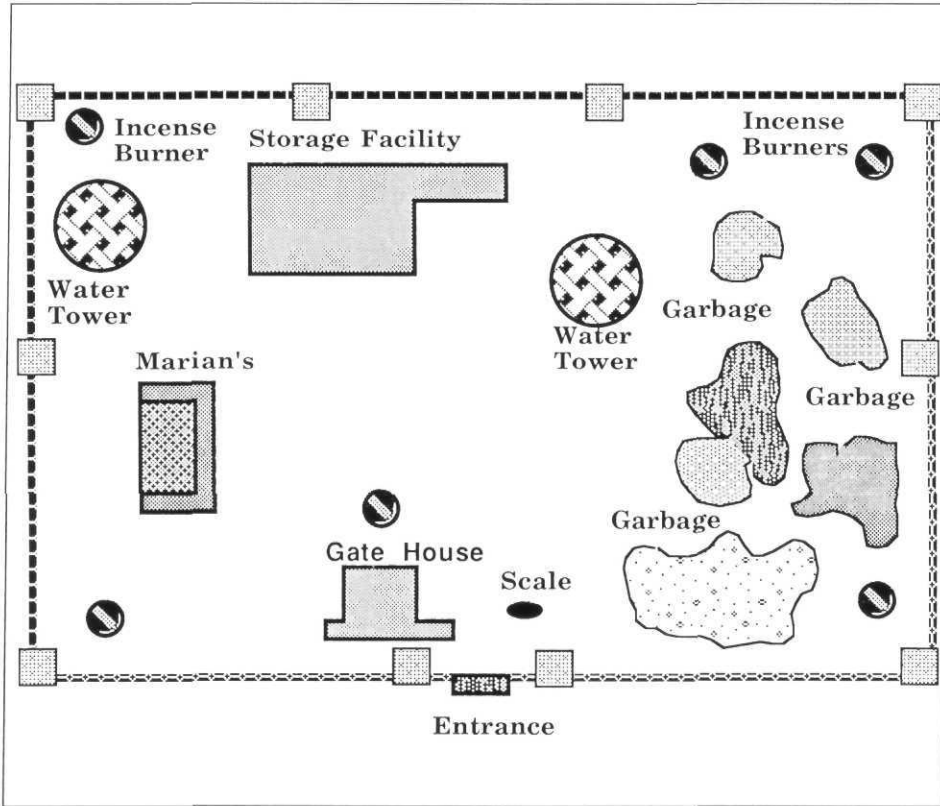 Incense
Burner
Storage Facility
Incense
Burners
Water
Tower
Garbage
Water
Tower
Marian's
Garbage
Garbage
Gate House
Scale
Entrance